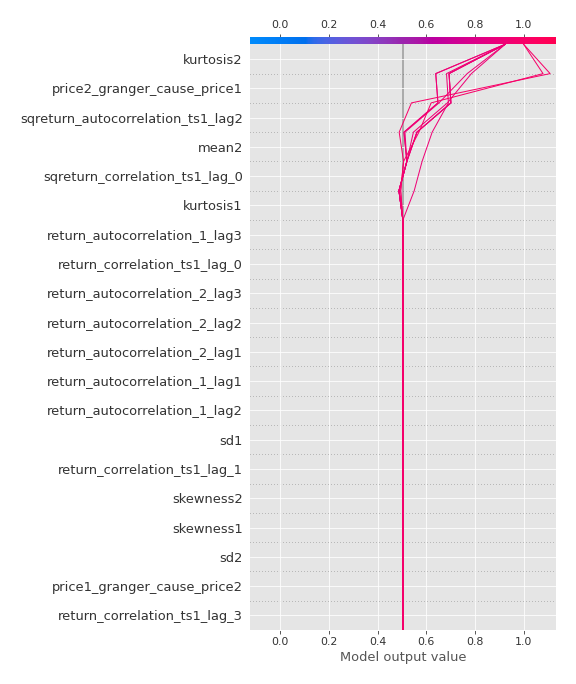 0.0 0.2 0.4 0.6 0.8 1.0
kurtosis2
price2_granger_cause_price1
sqreturn_autocorrelation_ts1_lag2
mean2
sqreturn_correlation_ts1_lag_0
kurtosis1
return_autocorrelation_1_lag3
return_correlation_ts1_lag_0
return_autocorrelation_2_lag3
return_autocorrelation_2_lag2
return_autocorrelation_2_lag1
return_autocorrelation_1_lag1
return_autocorrelation_1_lag2
sd1
return_correlation_ts1_lag_1
skewness2
skewness1
sd2
price1_granger_cause_price2
return_correlation_ts1_lag_3
0.0 0.2 0.4 0.6 0.8 1.0
Model output value